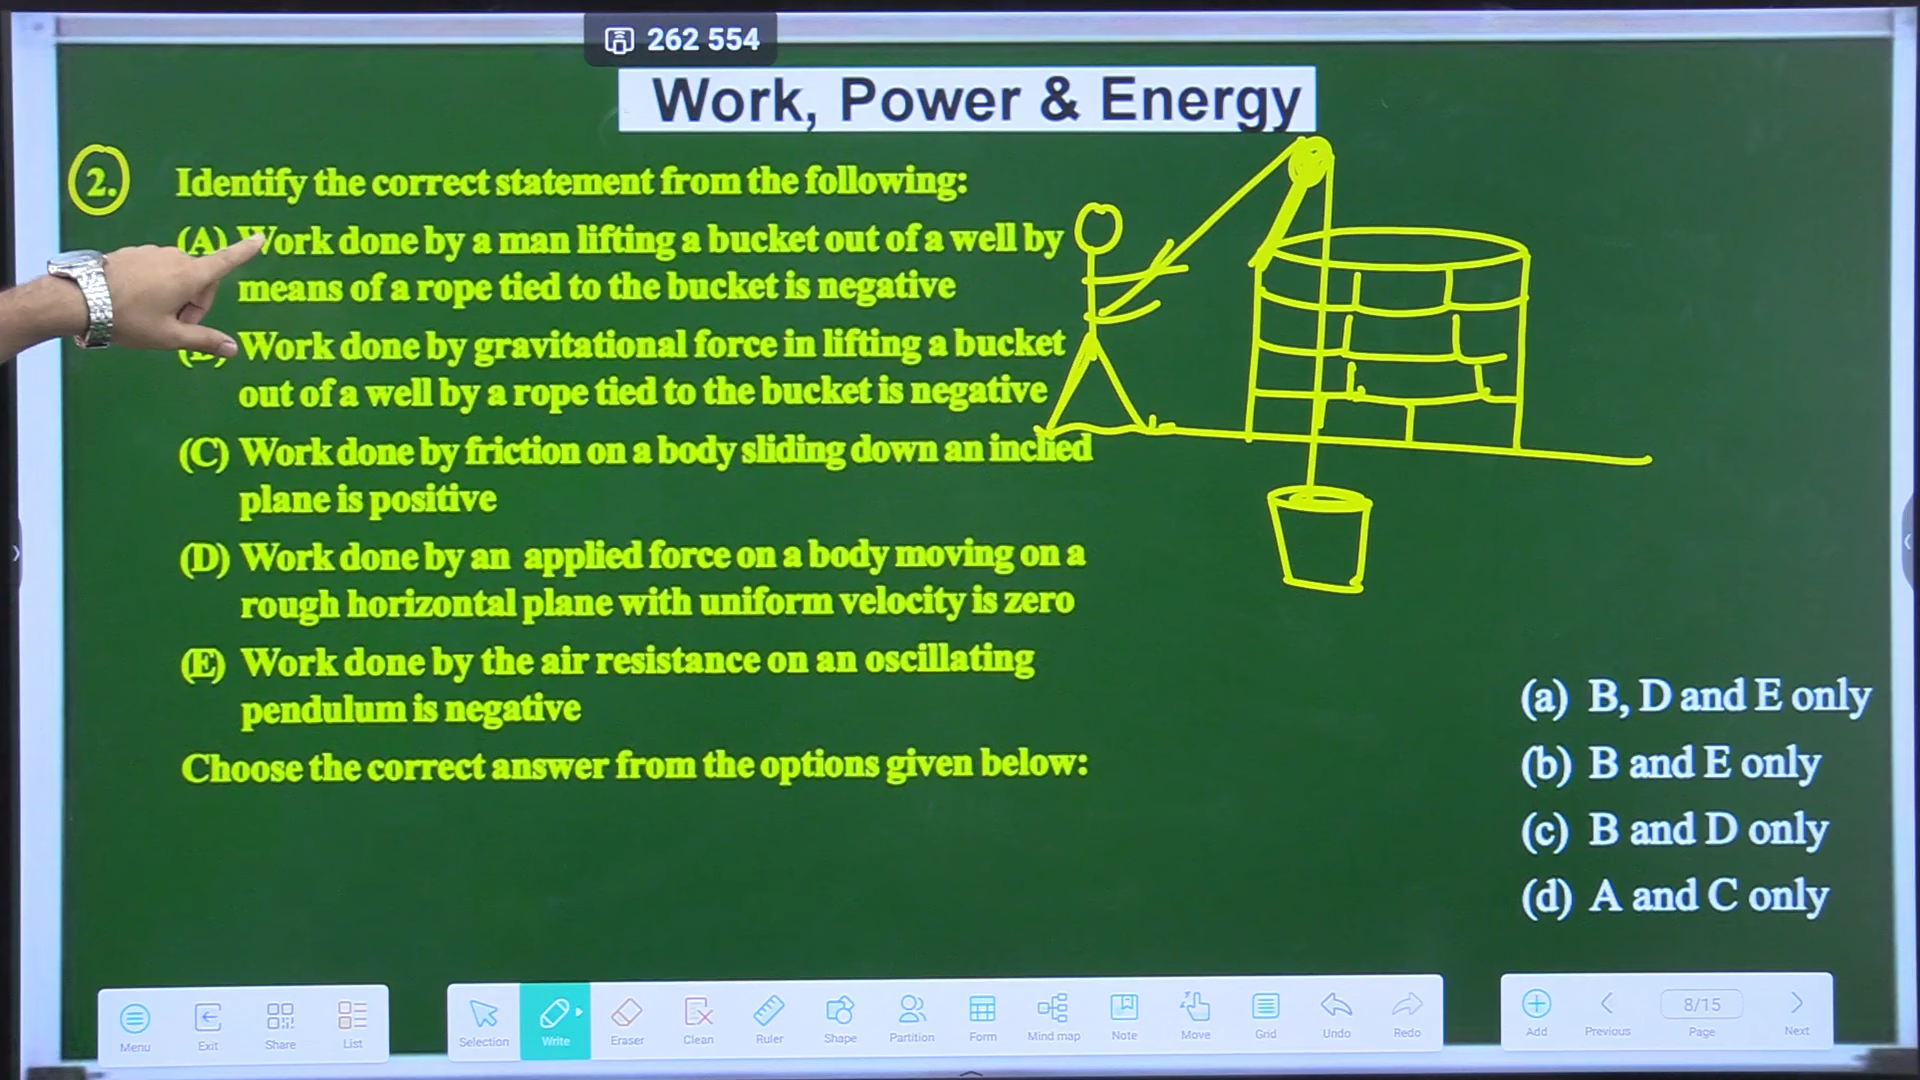 262 554
Work, Power & Energy
2. Identify the correct statement from the following:
(A) Work done by a man lifting a bucket out of a well by
means of a rope tied to the bucket is negative
Work done by gravitational force in lifting a bucket
out of a well by a rope tied to the bucket is negative
(C) Work done by friction on a body sliding down an inclied
plane is positive
(D) Work done by an applied force on a body moving on a
rough horizontal plane with uniform velocity is zero
(E) Work done by the air resistance on an oscillating
pendulum is negative
Choose the correct answer from the options given below:
(a) B, D and E only
(b) B and E only
(c) B and D only
(d) A and C only
Menu Exit Share List
Selection Write Eraser Clean Ruler Shape Partition Form Mind map Note Move Grid Undo Redo
Add Previous 8/15 Page Next